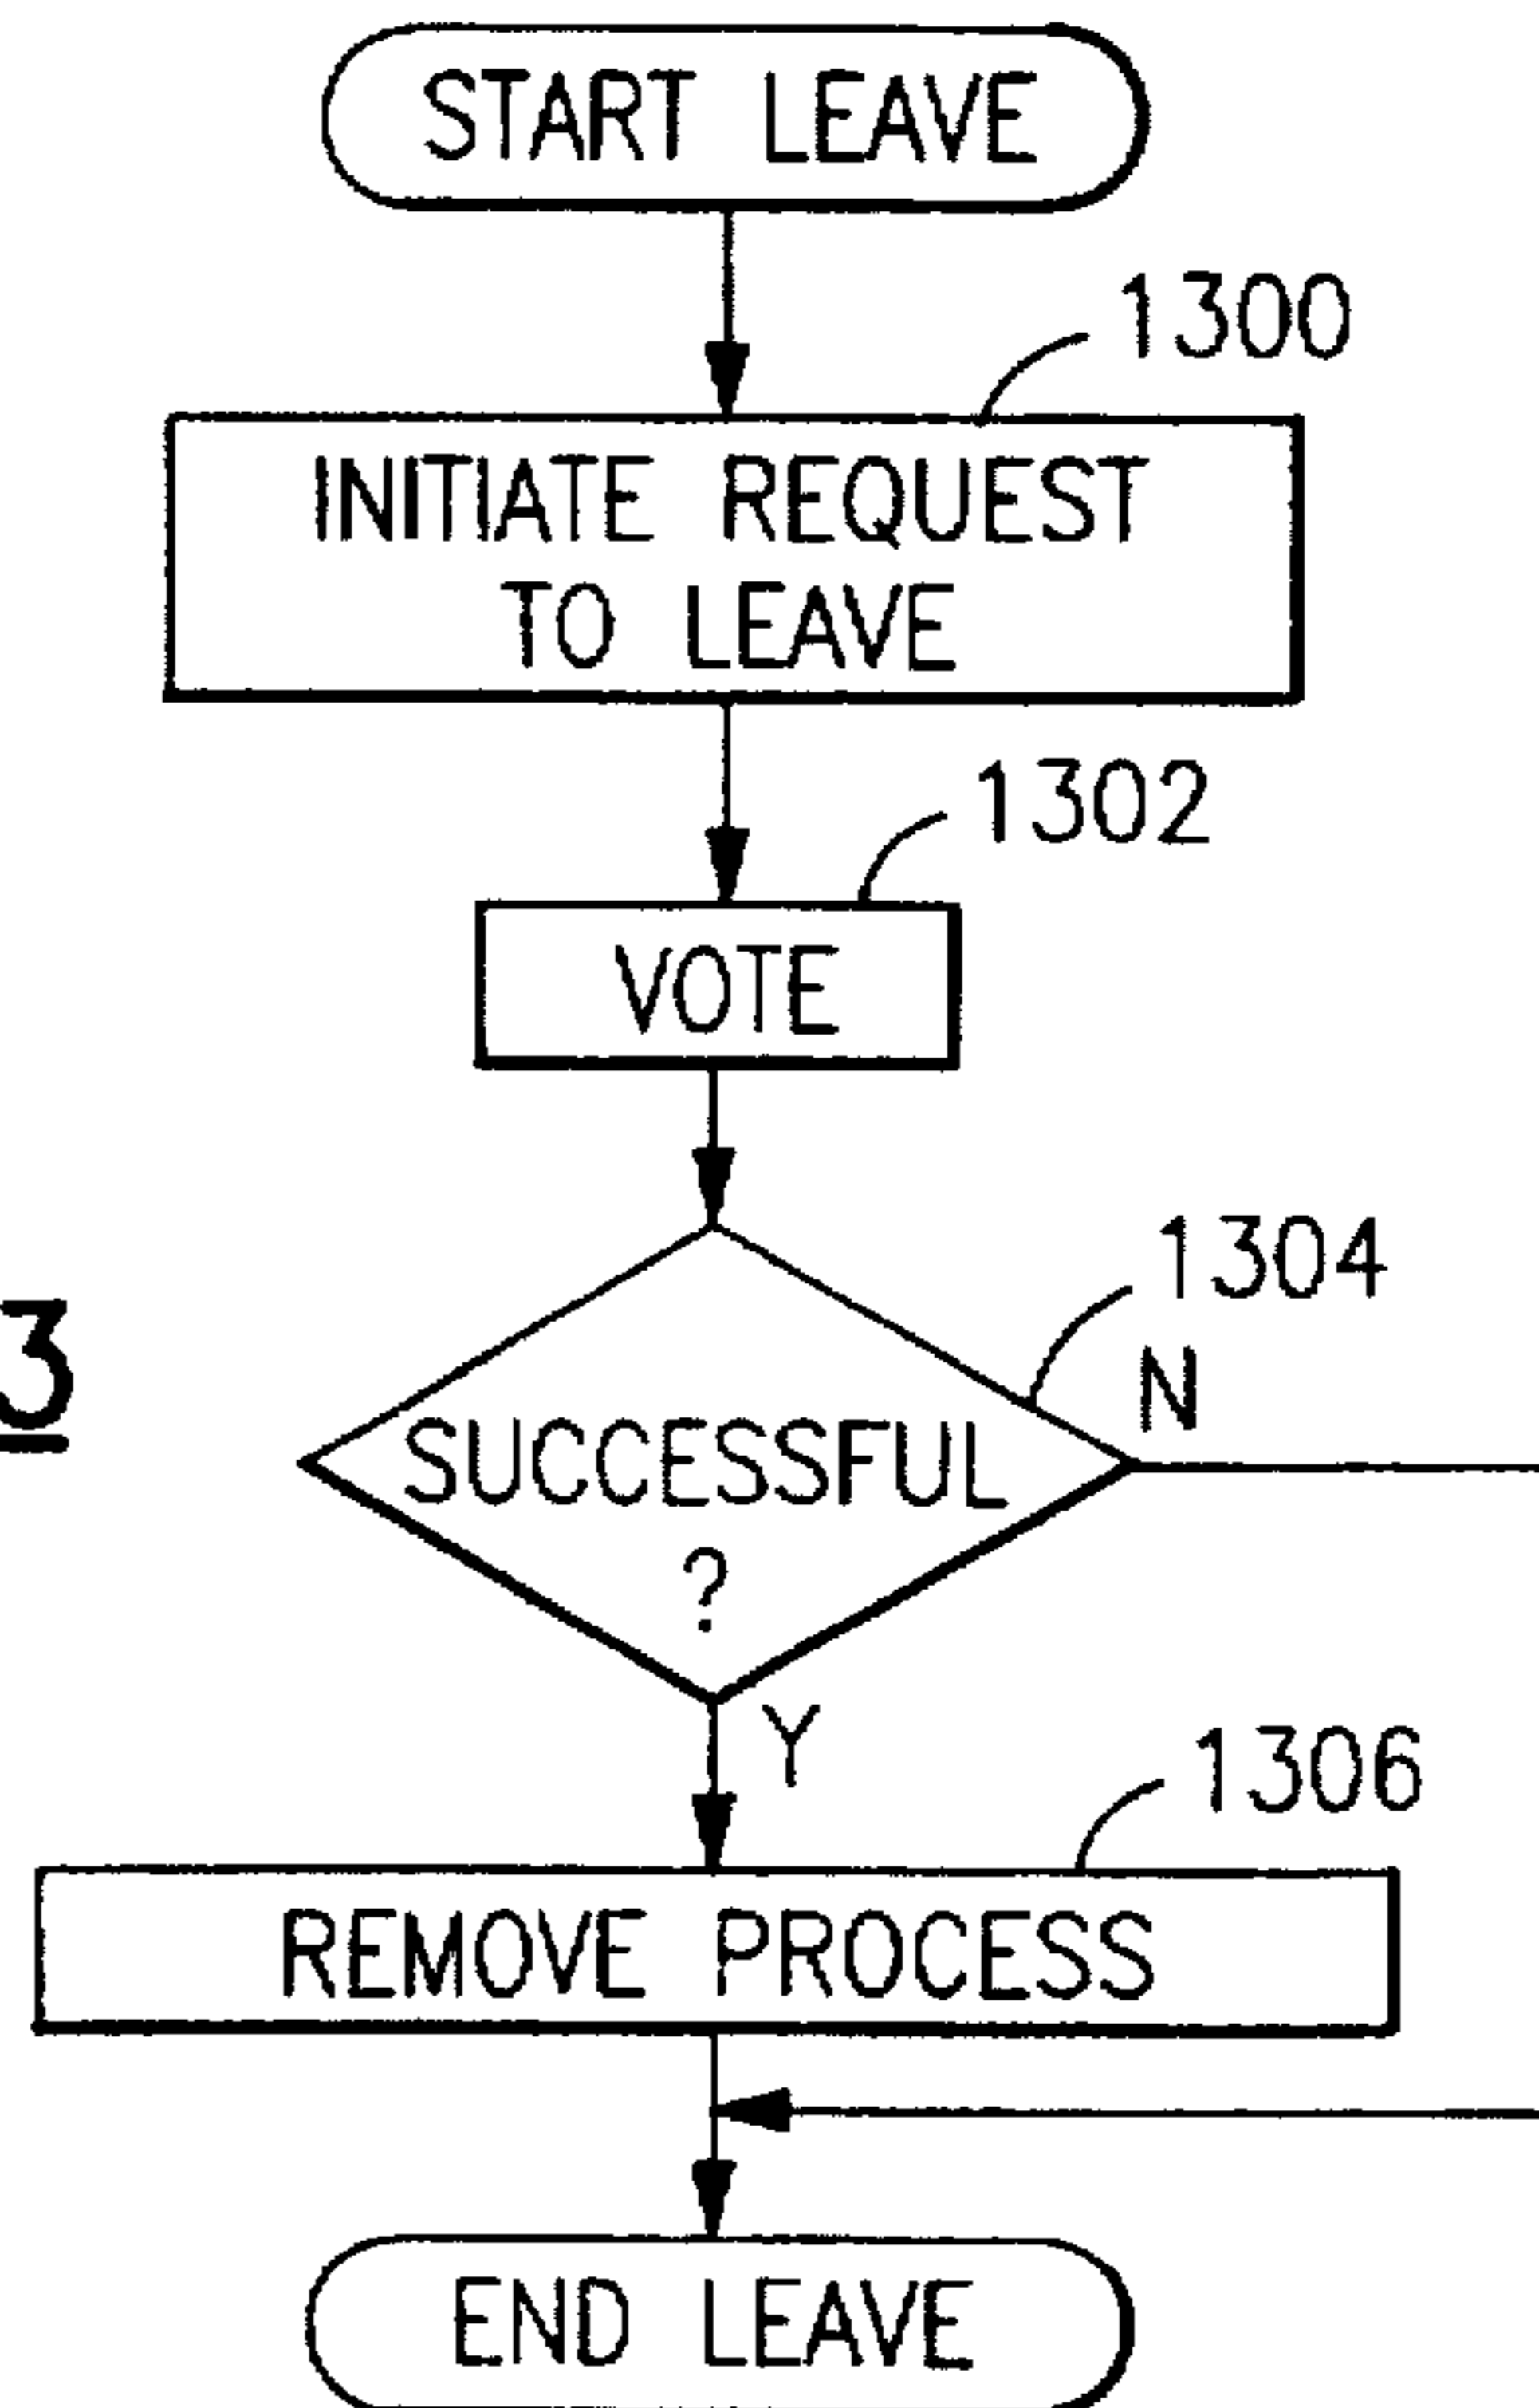 START LEAVE
1300
INITIATE REQUEST
TO LEAVE
1302
VOTE
1304
3
N
SUCCESSFUL
?
Y
1306
REMOVE PROCESS
END LEAVE